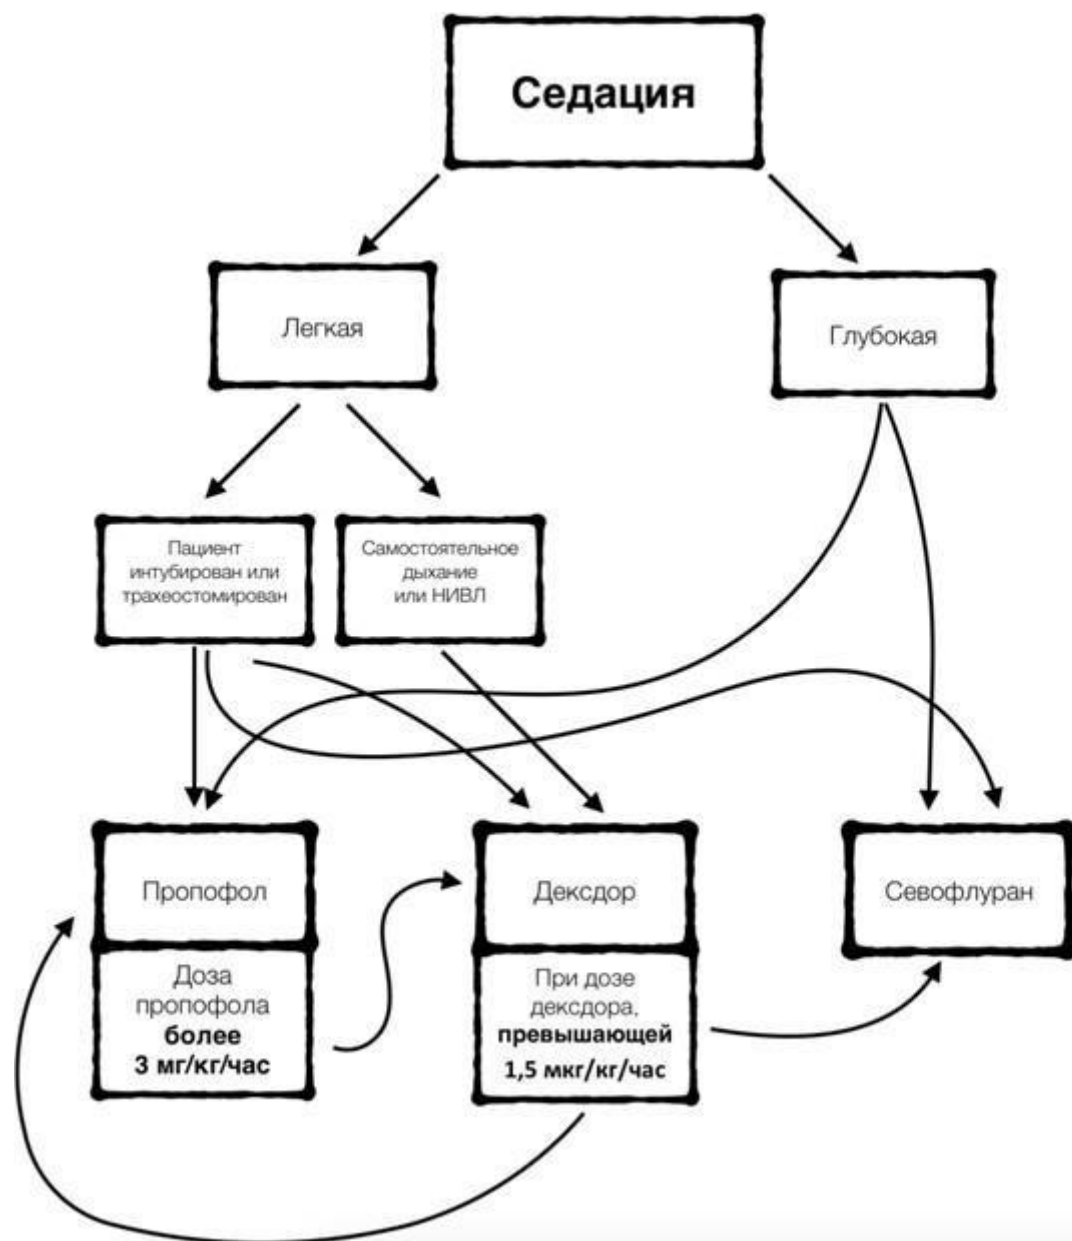 Седация
Легкая
Глубокая
Пациент
интубирован или
трахеостомирован
Самостоятельное
дыхание
или НИВЛ
Пропофол
Доза
пропофола
более
3 мг/кг/час
Дексдор
При дозе
дексдора,
превышающей
1,5 мкг/кг/час
Севофлуран